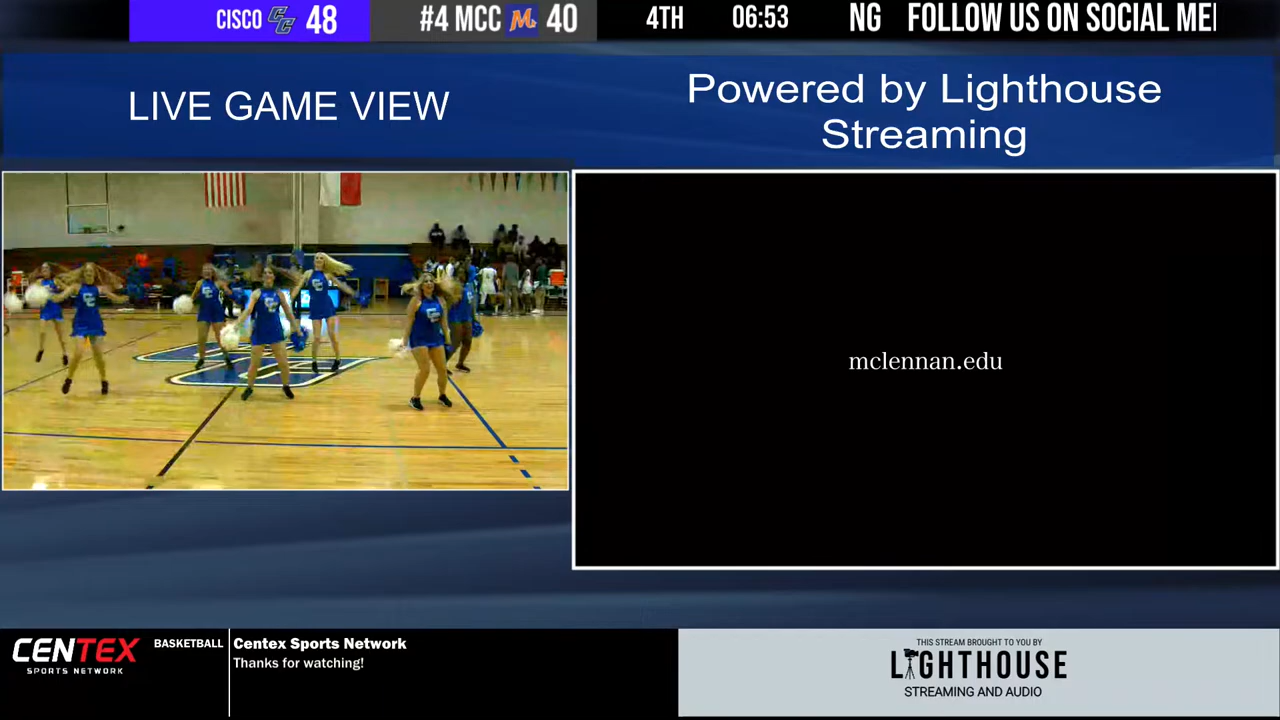 CISCO CC 48 #4 MCC M 40 4TH 06:53 NG FOLLOW US ON SOCIAL ME
LIVE GAME VIEW
Powered by Lighthouse
Streaming
mclennan.edu
CENTEX
SPORTS NETWORK
BASKETBALL
Centex Sports Network
Thanks for watching!
THIS STREAM BROUGHT TO YOU BY
LIGHTHOUSE
STREAMING AND AUDIO